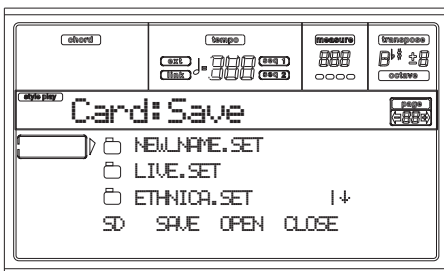 chord tempo measure transpose
ext seq 1
link seq 2
octave
style play Card:Save page
NEW_NAME.SET
LIVE.SET
ETHNICA.SET
SD SAVE OPEN CLOSE